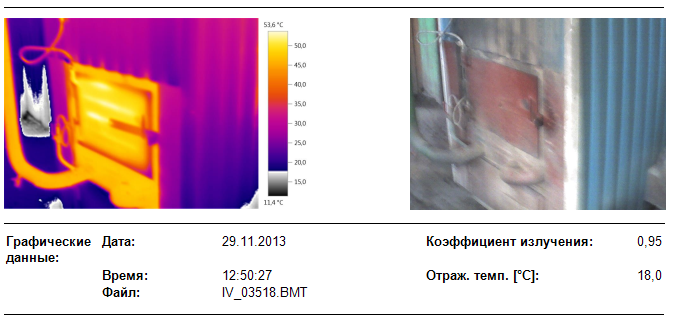 53,6 °C
50,0
45,0
40,0
35,0
30,0
25,0
20,0
15,0
11,4 °C
Графические данные:
Дата: 29.11.2013 Коэффициент излучения: 0,95
Время: 12:50:27 Отраж. темп. [°C]: 18,0
Файл: IV_03518.BMT